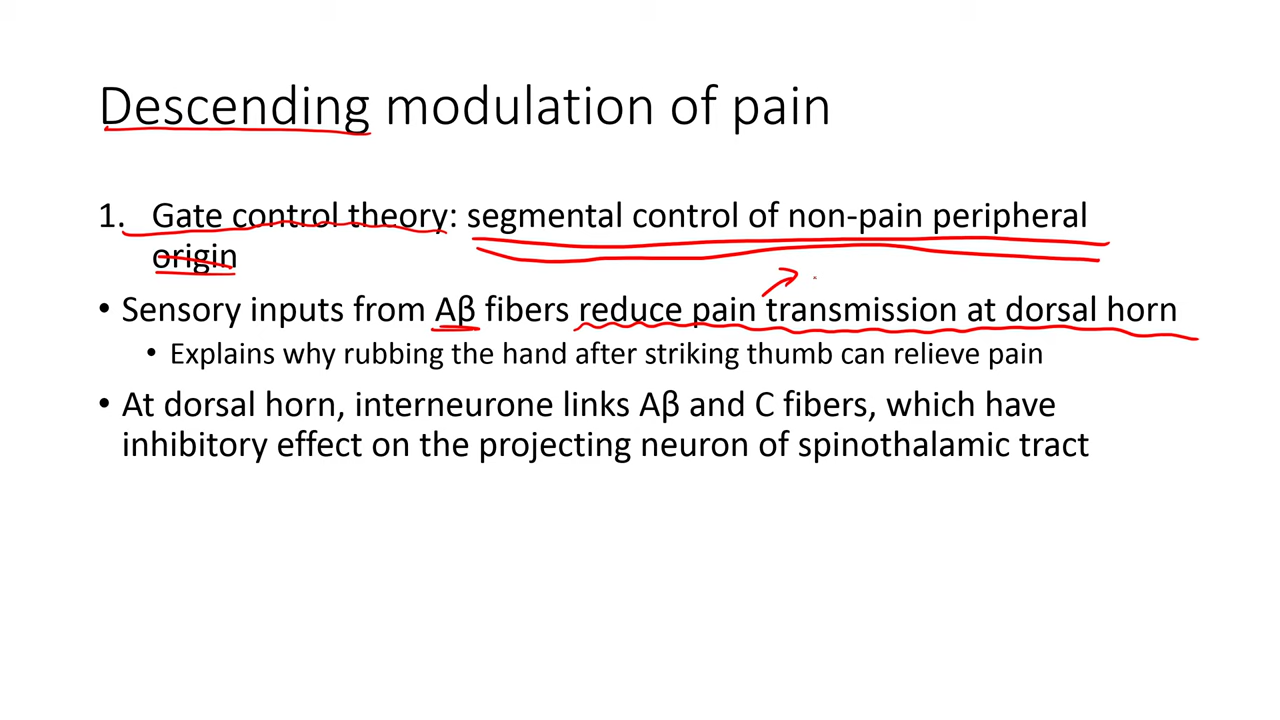 Descending modulation of pain
1. Gate control theory: segmental control of non-pain peripheral
origin
• Sensory inputs from Aβ fibers reduce pain transmission at dorsal horn
• Explains why rubbing the hand after striking thumb can relieve pain
• At dorsal horn, interneurone links Aβ and C fibers, which have
inhibitory effect on the projecting neuron of spinothalamic tract